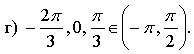 г) −2π/3, 0, π/3 ∈ (−π, π/2).